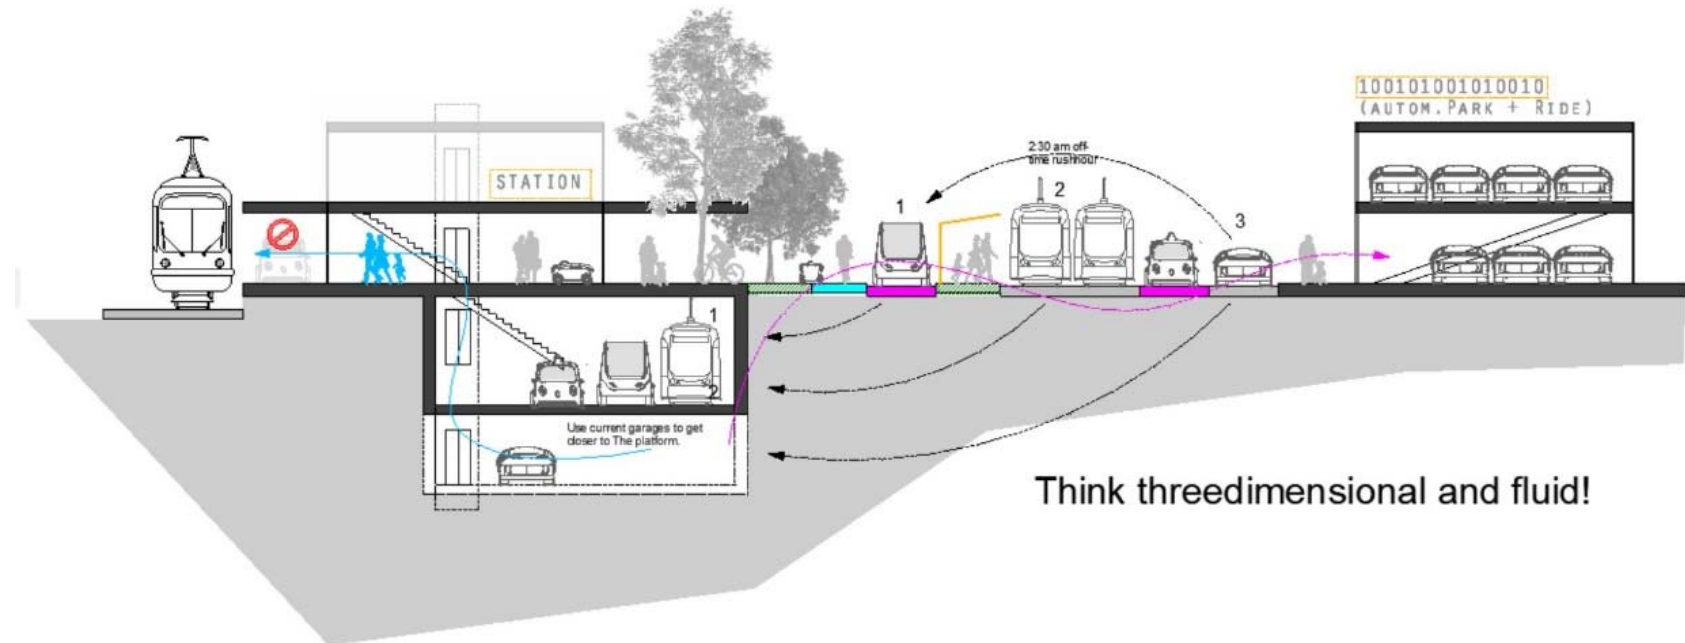 100101001010010
(AUTOM.PARK + RIDE)
2:30 am off-
time rushhour
STATION
1
2
3
1
2
Use current garages to get
closer to The platform.
Think threedimensional and fluid!